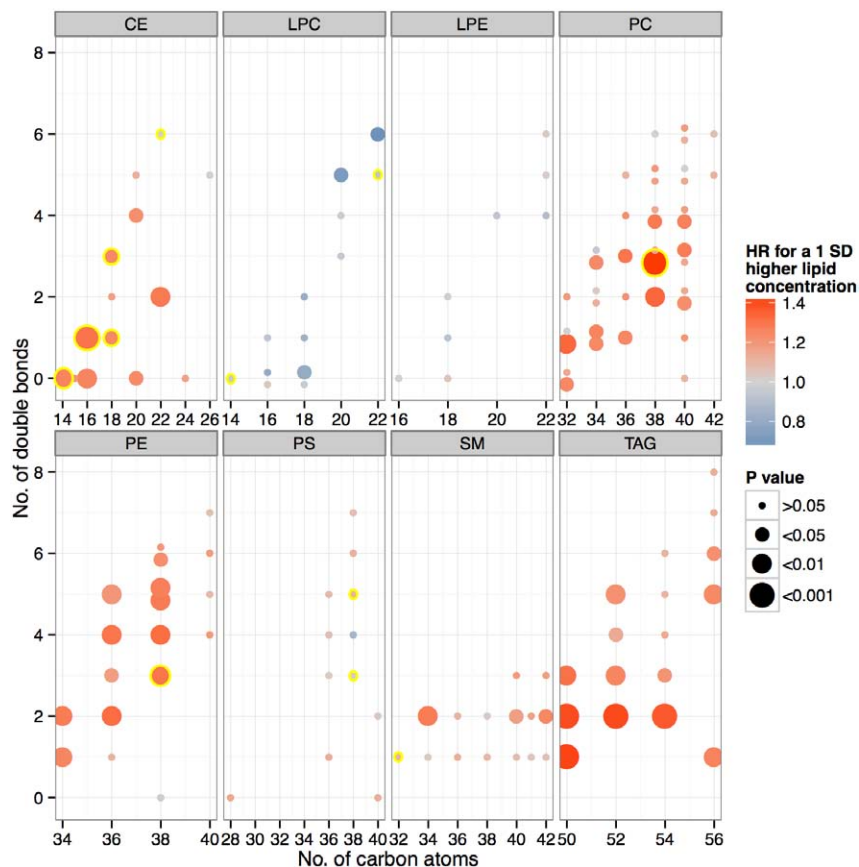 CE LPC LPE PC
8
6
4
2
0
14 16 18 20 22 24 26 14 16 18 20 22 16 18 20 22 32 34 36 38 40 42
PE PS SM TAG
8
6
4
2
0
34 36 38 40 28 30 32 34 36 38 40 32 34 36 38 40 42 50 52 54 56
No. of carbon atoms
No. of double bonds
HR for a 1 SD
higher lipid
concentration
1.4
1.2
1.0
0.8
P value
>0.05
<0.05
<0.01
<0.001